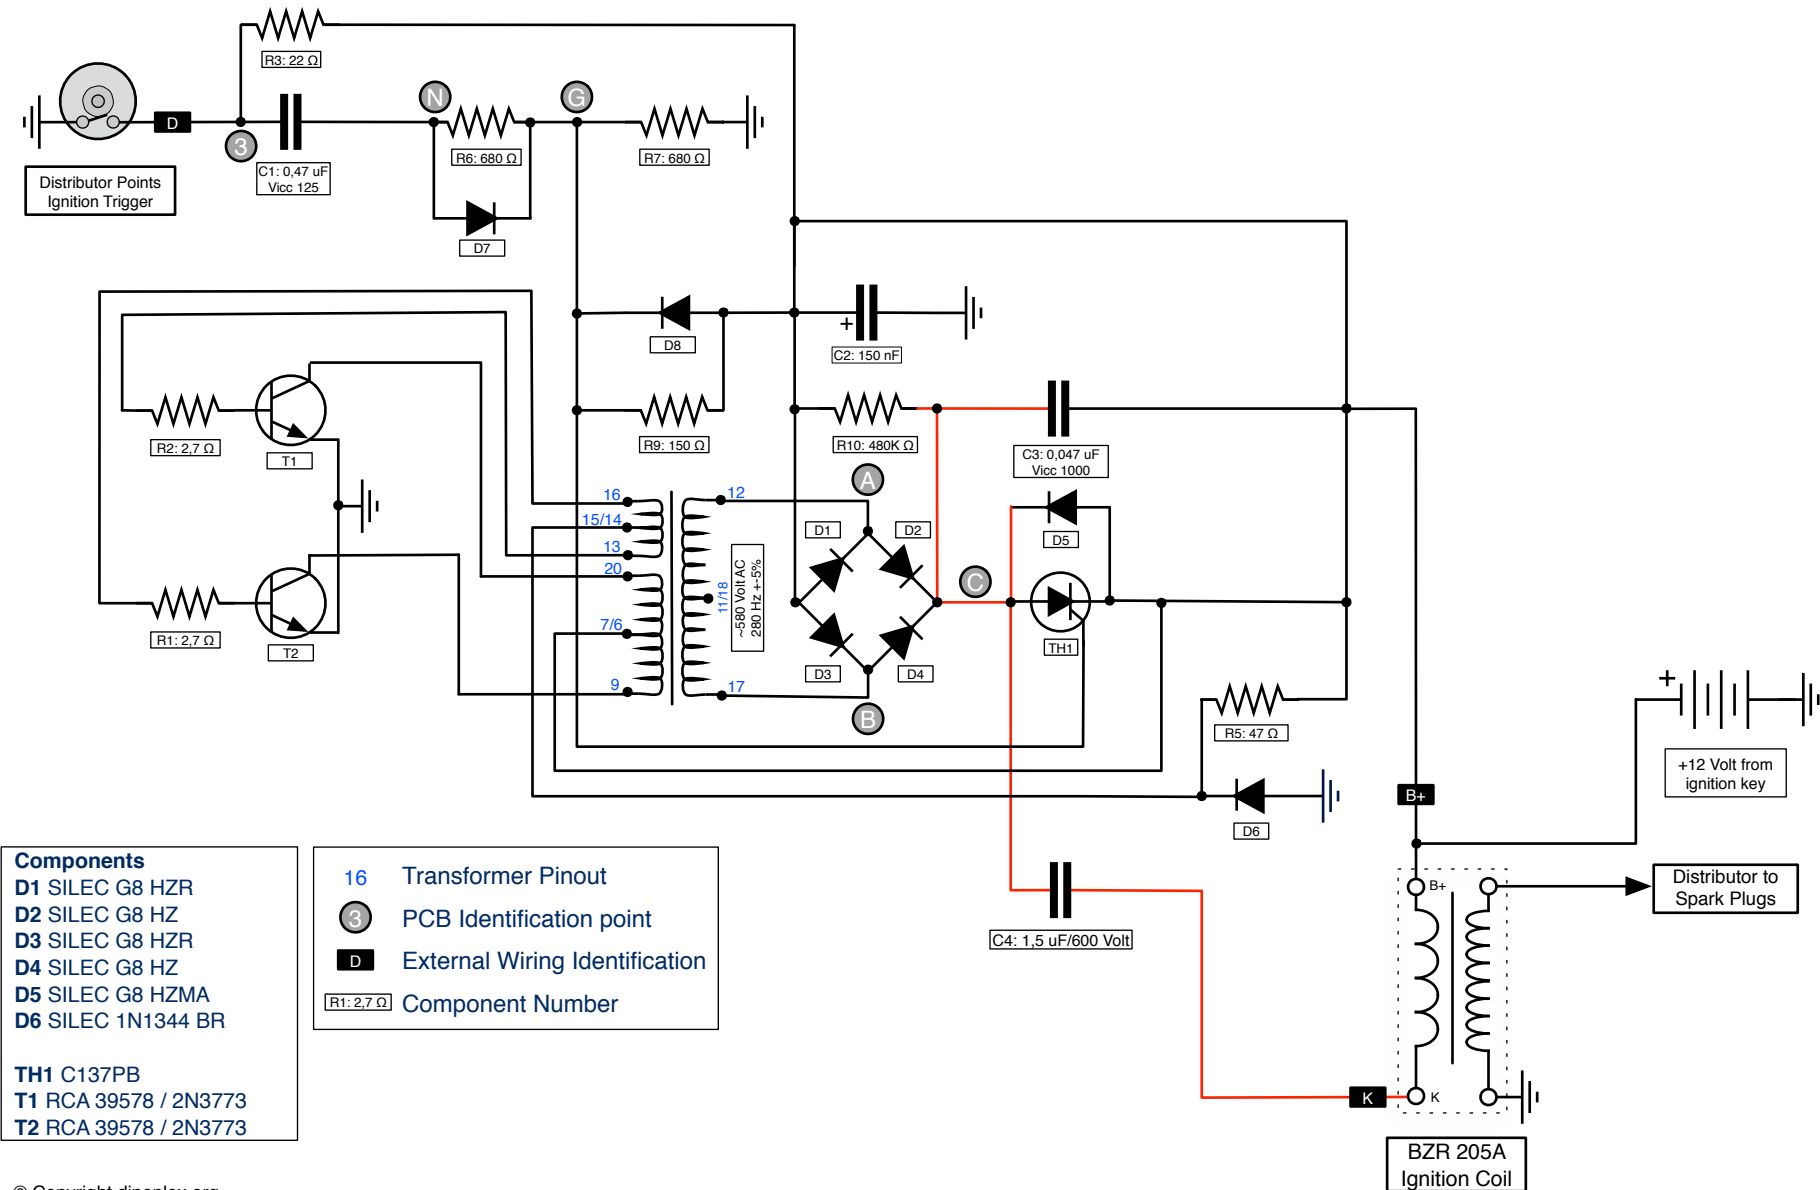 R3: 22 Ω
N
G
D
3
R6: 680 Ω
R7: 680 Ω
C1: 0,47 uF
Vicc 125
Distributor Points
Ignition Trigger
D7
+
D8
C2: 150 nF
R2: 2,7 Ω
T1
R9: 150 Ω
R10: 480K Ω
C3: 0,047 uF
Vicc 1000
A
16
12
15/14
13
20
D1
D2
D5
C
11/18
~580 Volt AC
280 Hz +-5%
7/6
R1: 2,7 Ω
T2
TH1
D3
D4
9
17
B
R5: 47 Ω
+
+12 Volt from
ignition key
B+
D6
Components
D1 SILEC G8 HZR
D2 SILEC G8 HZ
D3 SILEC G8 HZR
D4 SILEC G8 HZ
D5 SILEC G8 HZMA
D6 SILEC 1N1344 BR
TH1 C137PB
T1 RCA 39578 / 2N3773
T2 RCA 39578 / 2N3773
16 Transformer Pinout
3 PCB Identification point
D External Wiring Identification
R1: 2,7 Ω Component Number
C4: 1,5 uF/600 Volt
B+
Distributor to
Spark Plugs
K
K
BZR 205A
Ignition Coil
© Copyright dinoplex.org